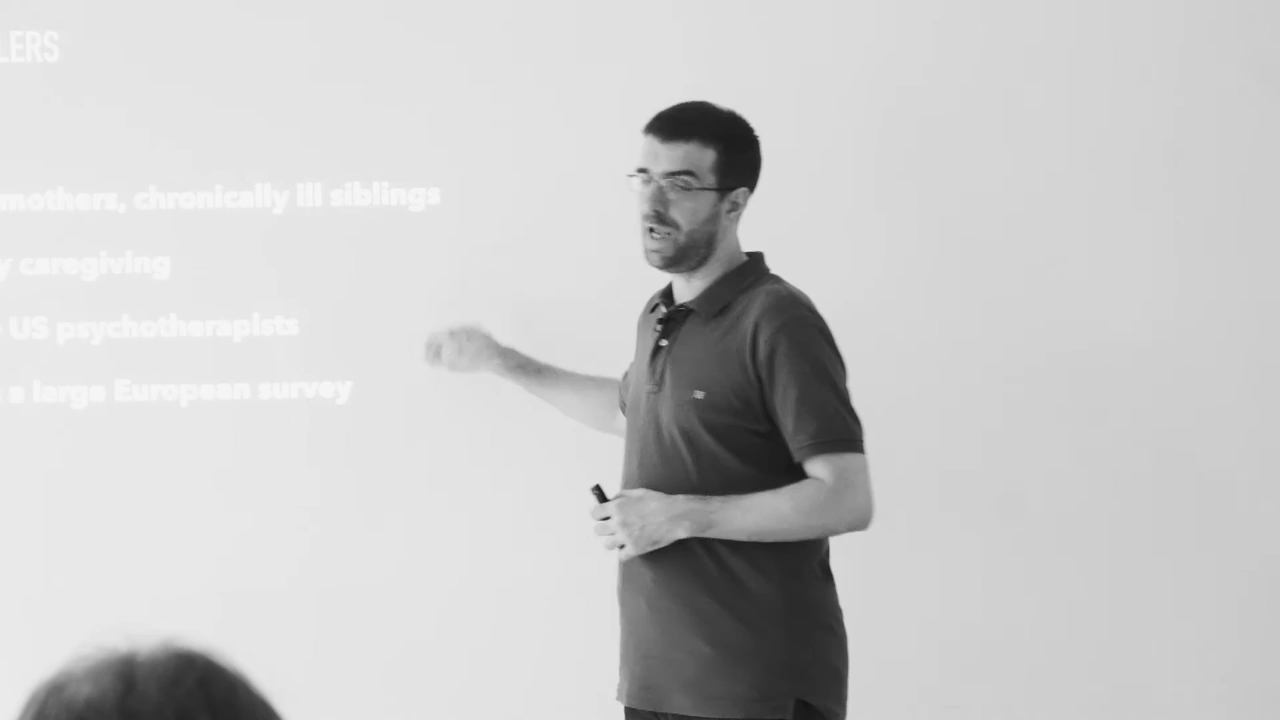 LERS
mothers, chronically ill siblings
y caregiving
US psychotherapists
a large European survey